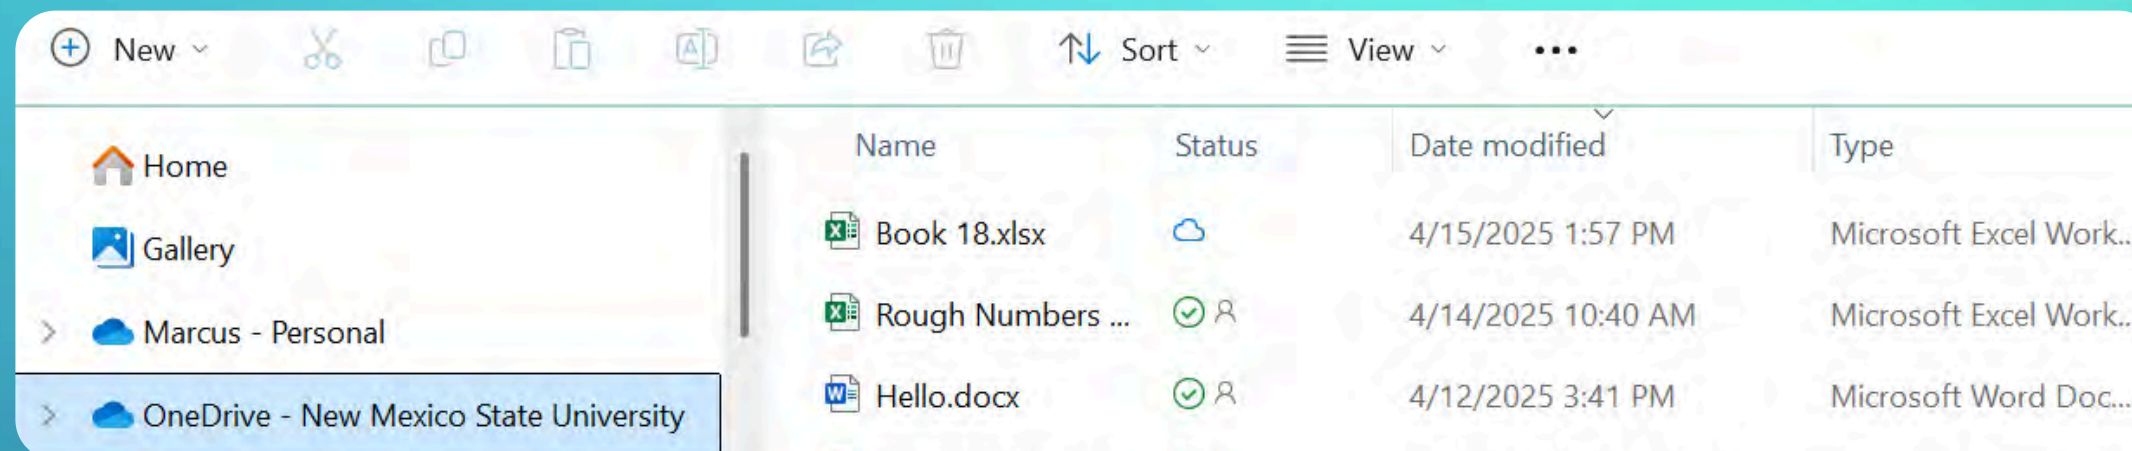 New Sort View •••
Name Status Date modified Type
Home
Book 18.xlsx 4/15/2025 1:57 PM Microsoft Excel Work..
Gallery
Rough Numbers ... 4/14/2025 10:40 AM Microsoft Excel Work..
Marcus - Personal
Hello.docx 4/12/2025 3:41 PM Microsoft Word Doc...
OneDrive - New Mexico State University